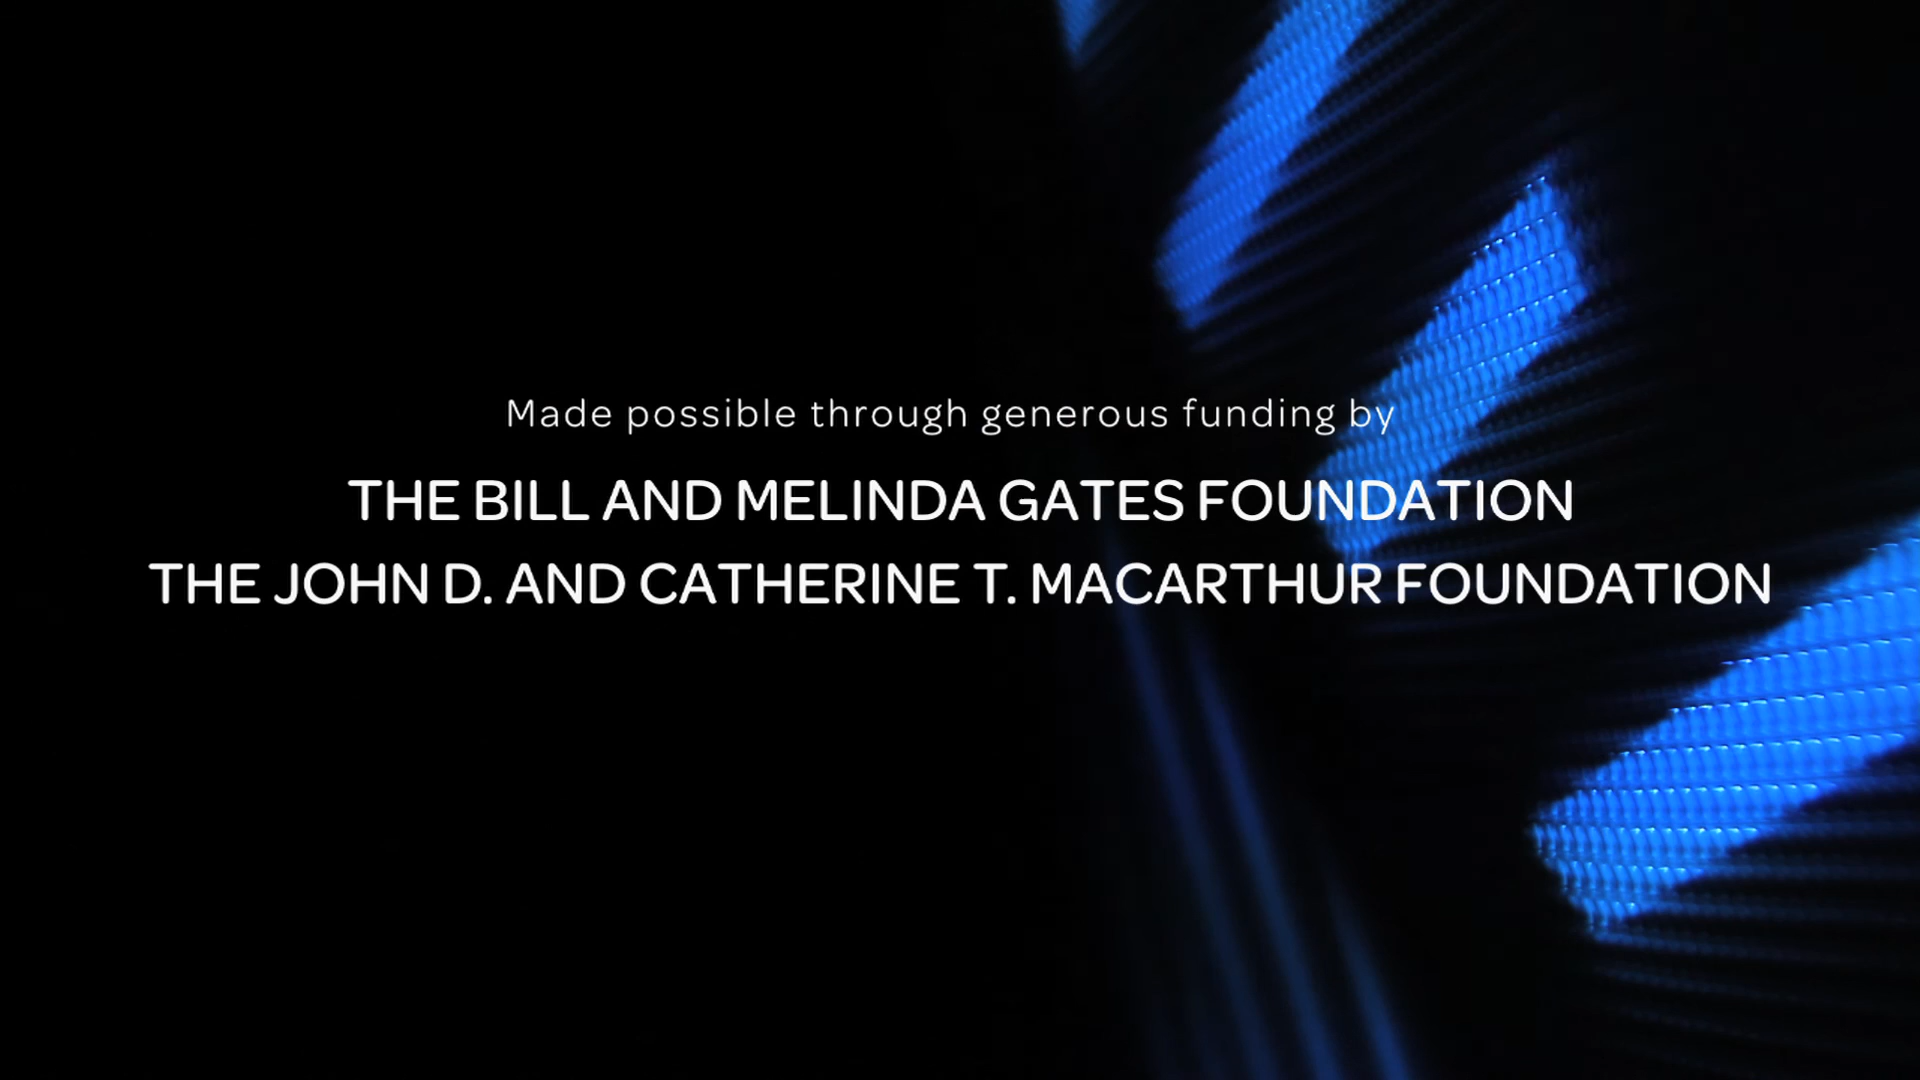 Made possible through generous funding by
THE BILL AND MELINDA GATES FOUNDATION
THE JOHN D. AND CATHERINE T. MACARTHUR FOUNDATION